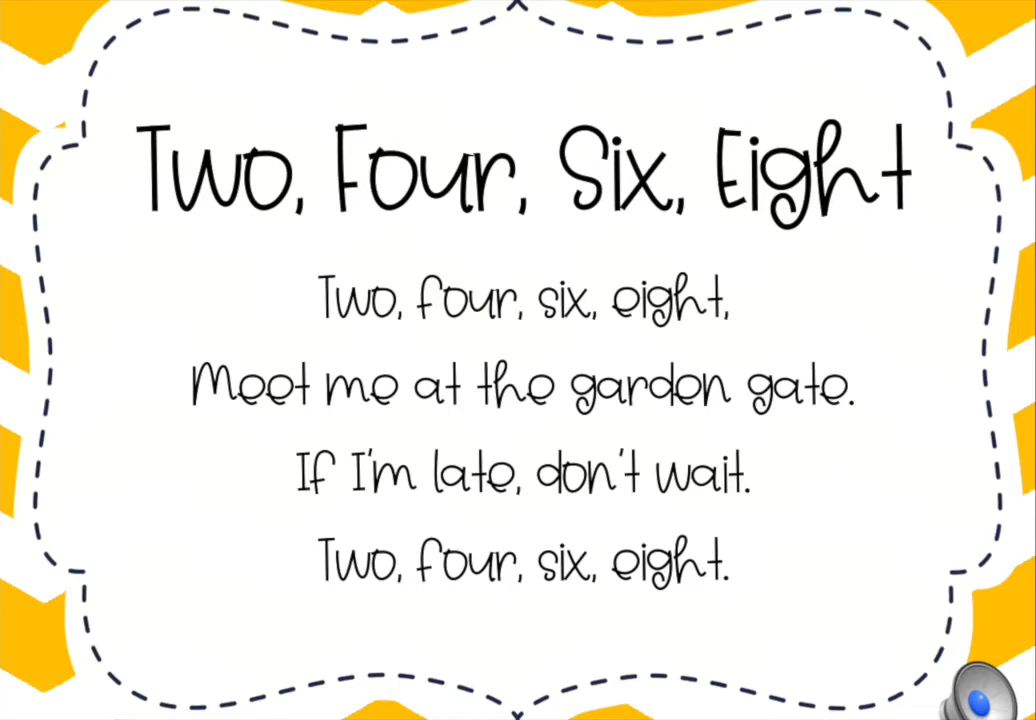 Two, Four, Six, Eight
Two, four, six, eight,
Meet me at the garden gate.
If I'm late, don't wait.
Two, four, six, eight.